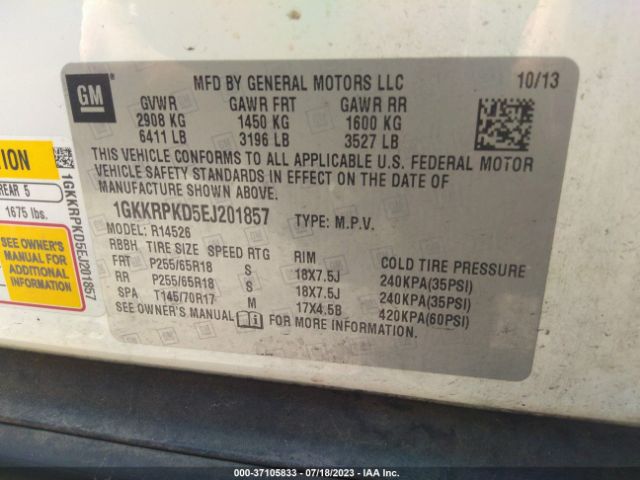 GM
MFD BY GENERAL MOTORS LLC 10/13
GVWR GAWR FRT GAWR RR
2908 KG 1450 KG 1600 KG
6411 LB 3196 LB 3527 LB
THIS VEHICLE CONFORMS TO ALL APPLICABLE U.S. FEDERAL MOTOR
VEHICLE SAFETY STANDARDS IN EFFECT ON THE DATE OF
MANUFACTURE SHOWN ABOVE.
1GKKRPKD5EJ201857 TYPE: M.P.V.
MODEL: R14526
RBBH TIRE SIZE SPEED RTG RIM COLD TIRE PRESSURE
FRT P255/65R18 S 18X7.5J 240KPA(35PSI)
RR P255/65R18 S 18X7.5J 240KPA(35PSI)
SPA T145/70R17 M 17X4.5B 420KPA(60PSI)
SEE OWNER'S MANUAL FOR MORE INFORMATION.
ION
REAR 5
1675 lbs.
SEE OWNER'S
MANUAL FOR
ADDITIONAL
INFORMATION
1GKKRPKD5EJ201857
000-37105833 - 07/18/2023 - IAA Inc.